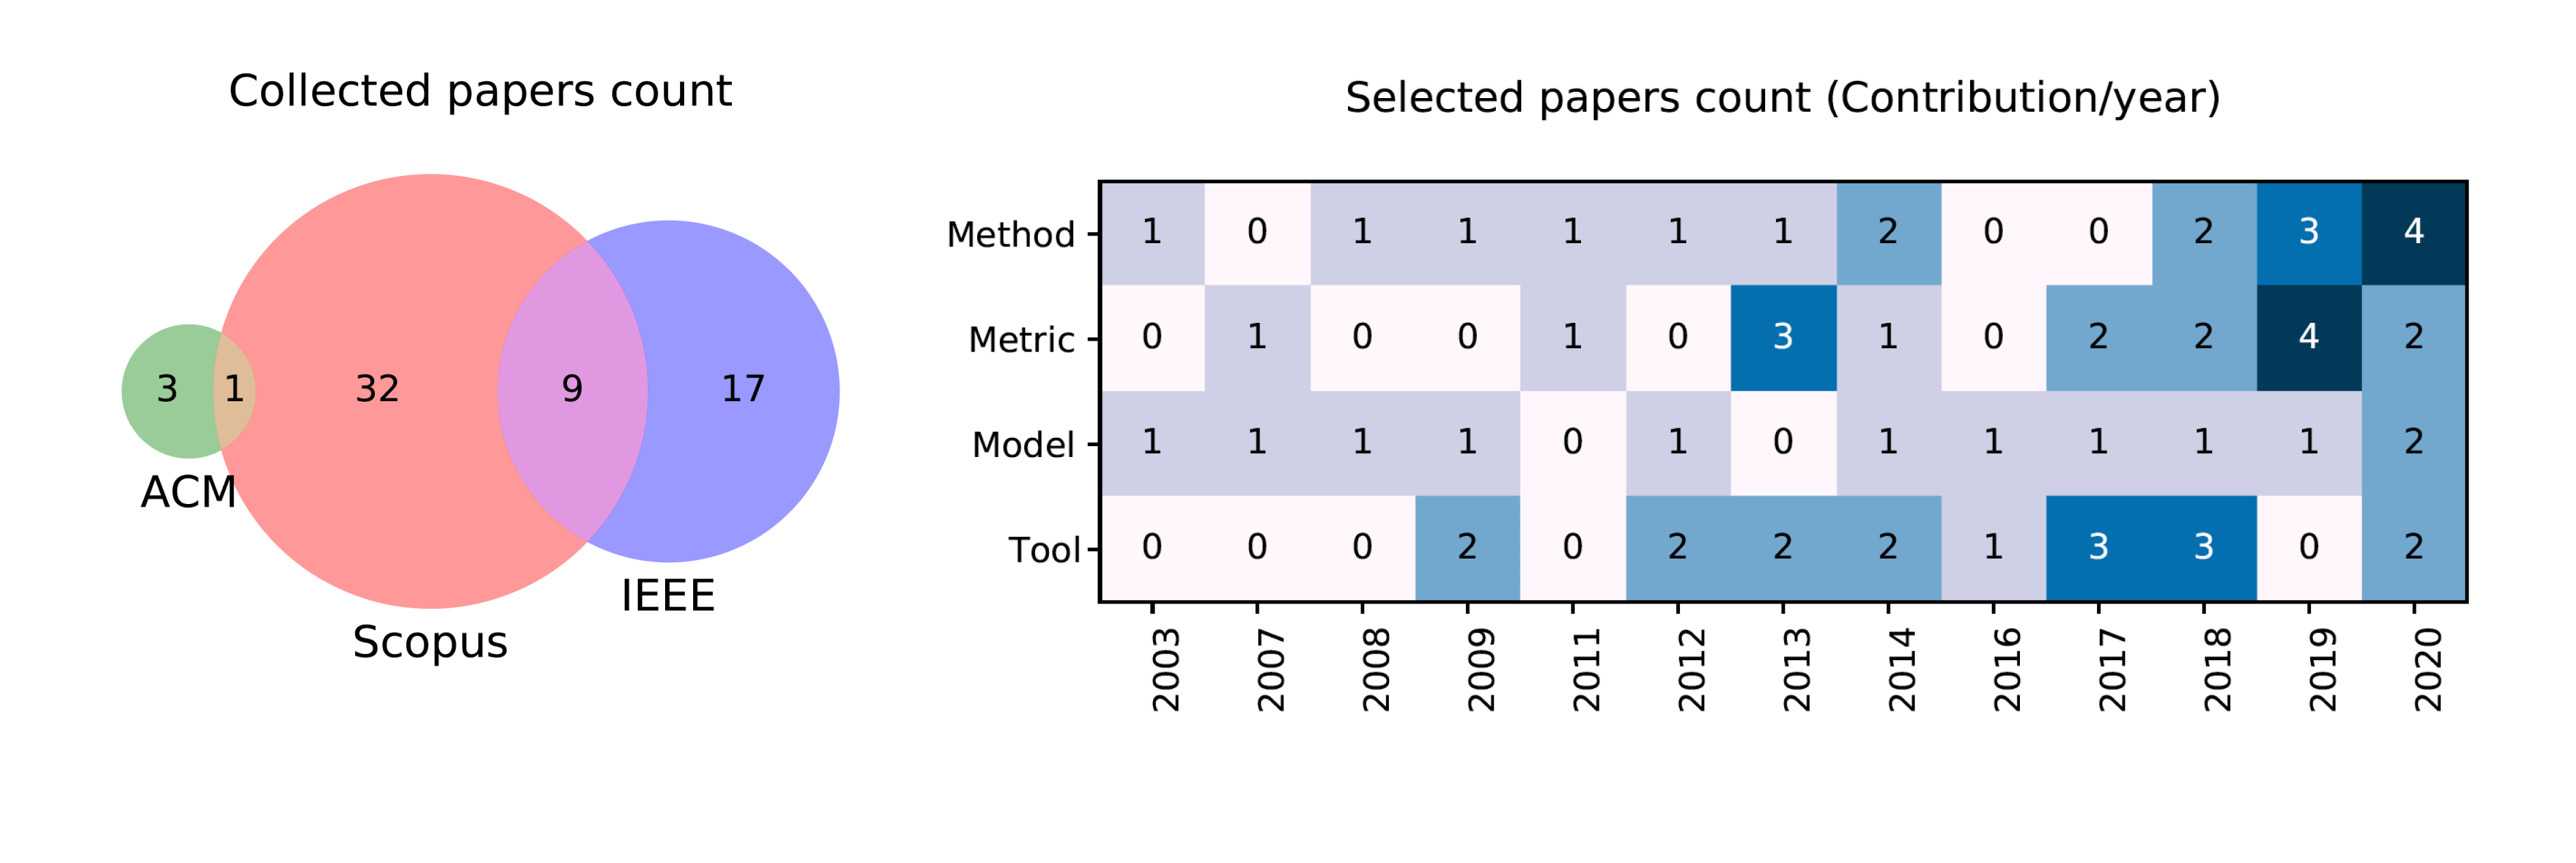 Collected papers count
3 1 32 9 17
ACM
IEEE
Scopus
Selected papers count (Contribution/year)
Method 1 0 1 1 1 1 1 2 0 0 2 3 4
Metric 0 1 0 0 1 0 3 1 0 2 2 4 2
Model 1 1 1 1 0 1 0 1 1 1 1 1 2
Tool 0 0 0 2 0 2 2 2 1 3 3 0 2
2003 2007 2008 2009 2011 2012 2013 2014 2016 2017 2018 2019 2020